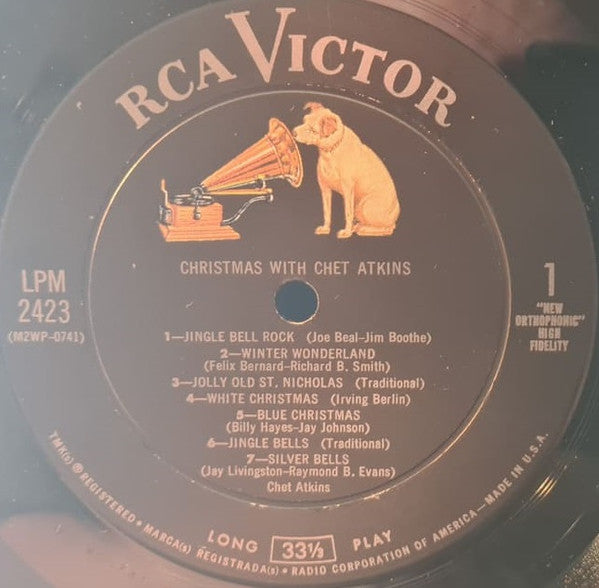 RCA VICTOR
CHRISTMAS WITH CHET ATKINS
LPM
2423
(M2WP-0741)
1
"NEW
ORTHOPHONIC"
HIGH
FIDELITY
1—JINGLE BELL ROCK (Joe Beal-Jim Boothe)
2—WINTER WONDERLAND
(Felix Bernard-Richard B. Smith)
3—JOLLY OLD ST. NICHOLAS (Traditional)
4—WHITE CHRISTMAS (Irving Berlin)
5—BLUE CHRISTMAS
(Billy Hayes-Jay Johnson)
6—JINGLE BELLS (Traditional)
7—SILVER BELLS
(Jay Livingston-Raymond B. Evans)
Chet Atkins
LONG 33⅓ PLAY
TMK(s) ® REGISTERED • MARCA(s) REGISTRADA(s) • RADIO CORPORATION OF AMERICA—MADE IN U.S.A.